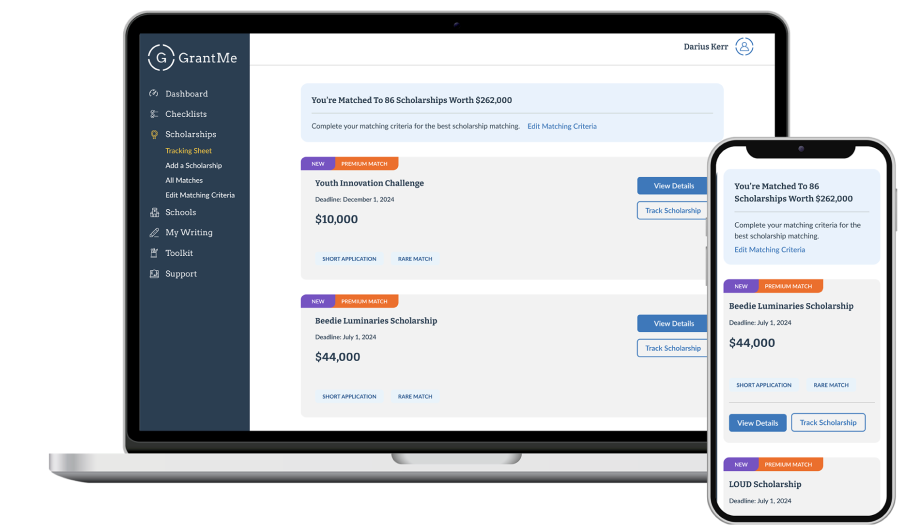 G GrantMe
Dashboard
Checklists
Scholarships
Tracking Sheet
Add a Scholarship
All Matches
Edit Matching Criteria
Schools
My Writing
Toolkit
Support
Darius Kerr
You're Matched To 86 Scholarships Worth $262,000
Complete your matching criteria for the best scholarship matching. Edit Matching Criteria
NEW PREMIUM MATCH
Youth Innovation Challenge
Deadline: December 1, 2024
$10,000
SHORT APPLICATION RARE MATCH
View Details
Track Scholarship
NEW PREMIUM MATCH
Beedie Luminaries Scholarship
Deadline: July 1, 2024
$44,000
SHORT APPLICATION RARE MATCH
View Details
Track Scholarship
You're Matched To 86
Scholarships Worth $262,000
Complete your matching criteria for the
best scholarship matching.
Edit Matching Criteria
NEW PREMIUM MATCH
Beedie Luminaries Scholarship
Deadline: July 1, 2024
$44,000
SHORT APPLICATION RARE MATCH
View Details Track Scholarship
NEW PREMIUM MATCH
LOUD Scholarship
Deadline: July 1, 2024